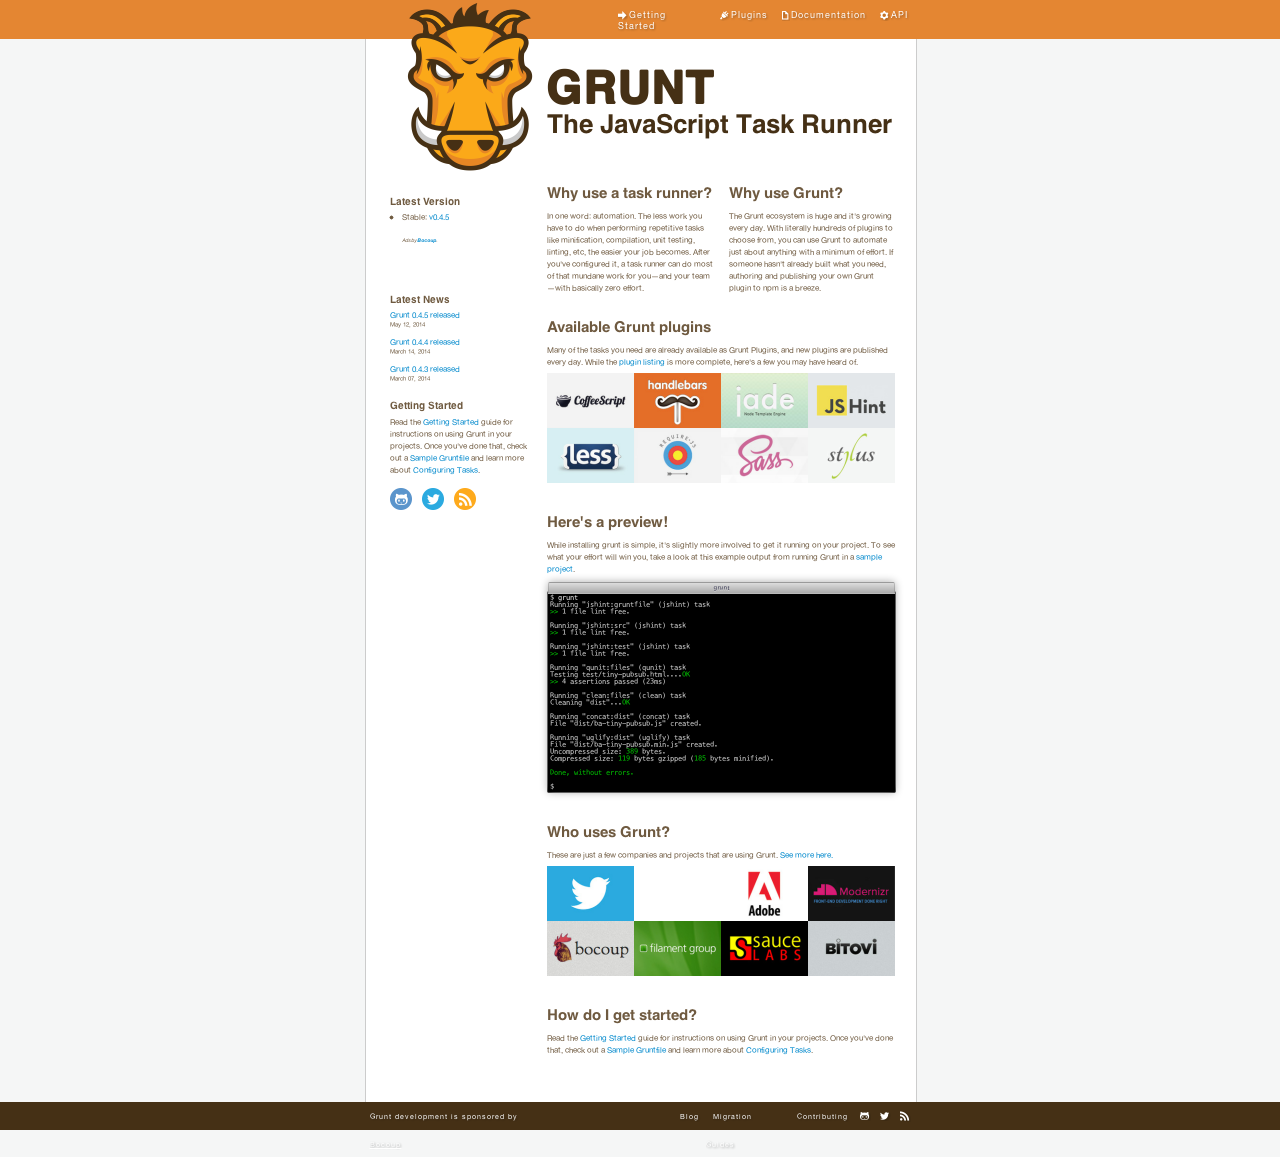 Getting
Started
Plugins
Documentation
API
GRUNT
The JavaScript Task Runner
Latest Version
Stable: v0.4.5
Ads by Bocoup.
Latest News
Grunt 0.4.5 released
May 12, 2014
Grunt 0.4.4 released
March 14, 2014
Grunt 0.4.3 released
March 07, 2014
Getting Started
Read the Getting Started guide for
instructions on using Grunt in your
projects. Once you've done that, check
out a Sample Gruntfile and learn more
about Configuring Tasks.
Why use a task runner?
In one word: automation. The less work you
have to do when performing repetitive tasks
like minification, compilation, unit testing,
linting, etc, the easier your job becomes. After
you've configured it, a task runner can do most
of that mundane work for you—and your team
—with basically zero effort.
Why use Grunt?
The Grunt ecosystem is huge and it's growing
every day. With literally hundreds of plugins to
choose from, you can use Grunt to automate
just about anything with a minimum of effort. If
someone hasn't already built what you need,
authoring and publishing your own Grunt
plugin to npm is a breeze.
Available Grunt plugins
Many of the tasks you need are already available as Grunt Plugins, and new plugins are published
every day. While the plugin listing is more complete, here's a few you may have heard of.
CoffeeScript
handlebars
jade
Node Template Engine
JS Hint
{less}
REQUIRE.JS
Sass
stylus
Here's a preview!
While installing grunt is simple, it's slightly more involved to get it running on your project. To see
what your effort will win you, take a look at this example output from running Grunt in a sample
project.
grunt
$ grunt
Running "jshint:gruntfile" (jshint) task
>> 1 file lint free.
Running "jshint:src" (jshint) task
>> 1 file lint free.
Running "jshint:test" (jshint) task
>> 1 file lint free.
Running "qunit:files" (qunit) task
Testing test/tiny-pubsub.html....OK
>> 4 assertions passed (23ms)
Running "clean:files" (clean) task
Cleaning "dist"...OK
Running "concat:dist" (concat) task
File "dist/ba-tiny-pubsub.js" created.
Running "uglify:dist" (uglify) task
File "dist/ba-tiny-pubsub.min.js" created.
Uncompressed size: 389 bytes.
Compressed size: 119 bytes gzipped (185 bytes minified).
Done, without errors.
$
Who uses Grunt?
These are just a few companies and projects that are using Grunt. See more here.
Adobe
Modernizr
FRONT-END DEVELOPMENT DONE RIGHT
bocoup
filament group
sauce
LABS
BITOVI
How do I get started?
Read the Getting Started guide for instructions on using Grunt in your projects. Once you've done
that, check out a Sample Gruntfile and learn more about Configuring Tasks.
Grunt development is sponsored by
Blog
Migration
Contributing
Bocoup
Guides